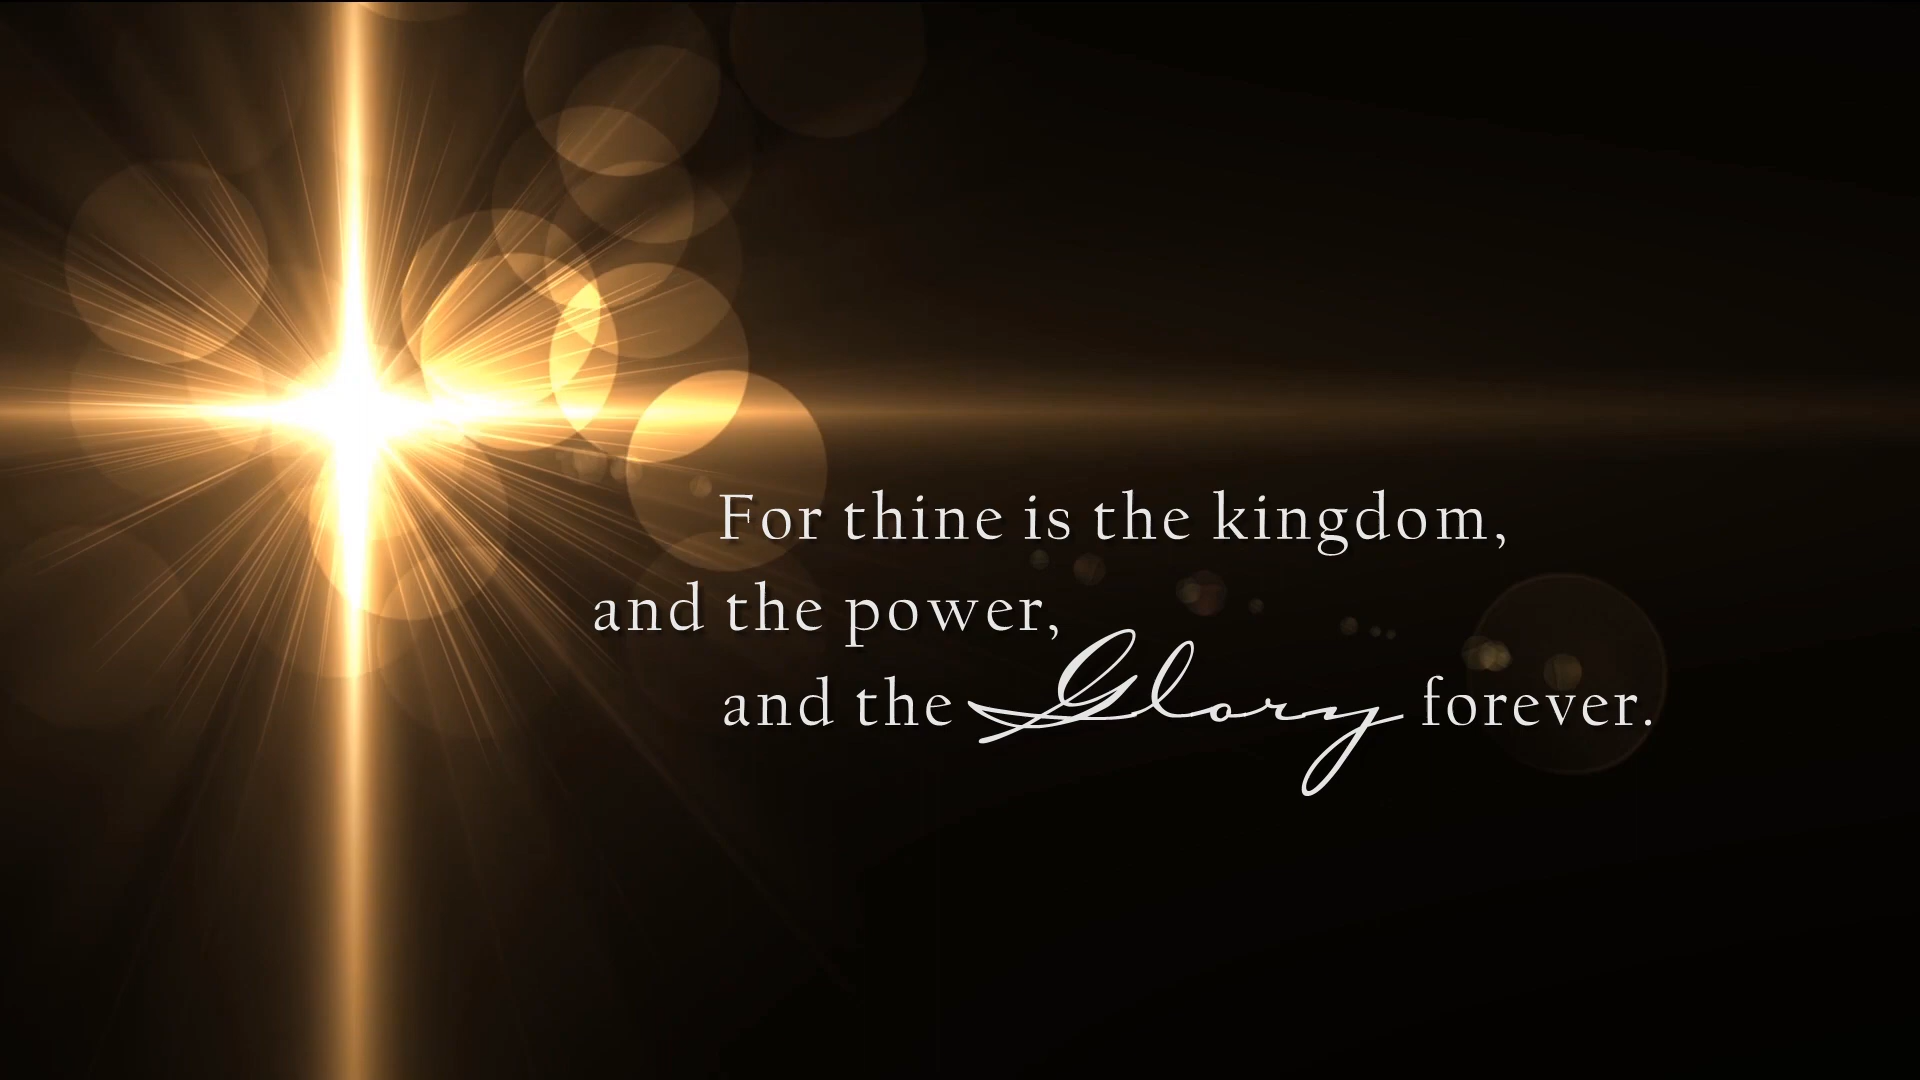 For thine is the kingdom,
and the power,
and the Glory forever.